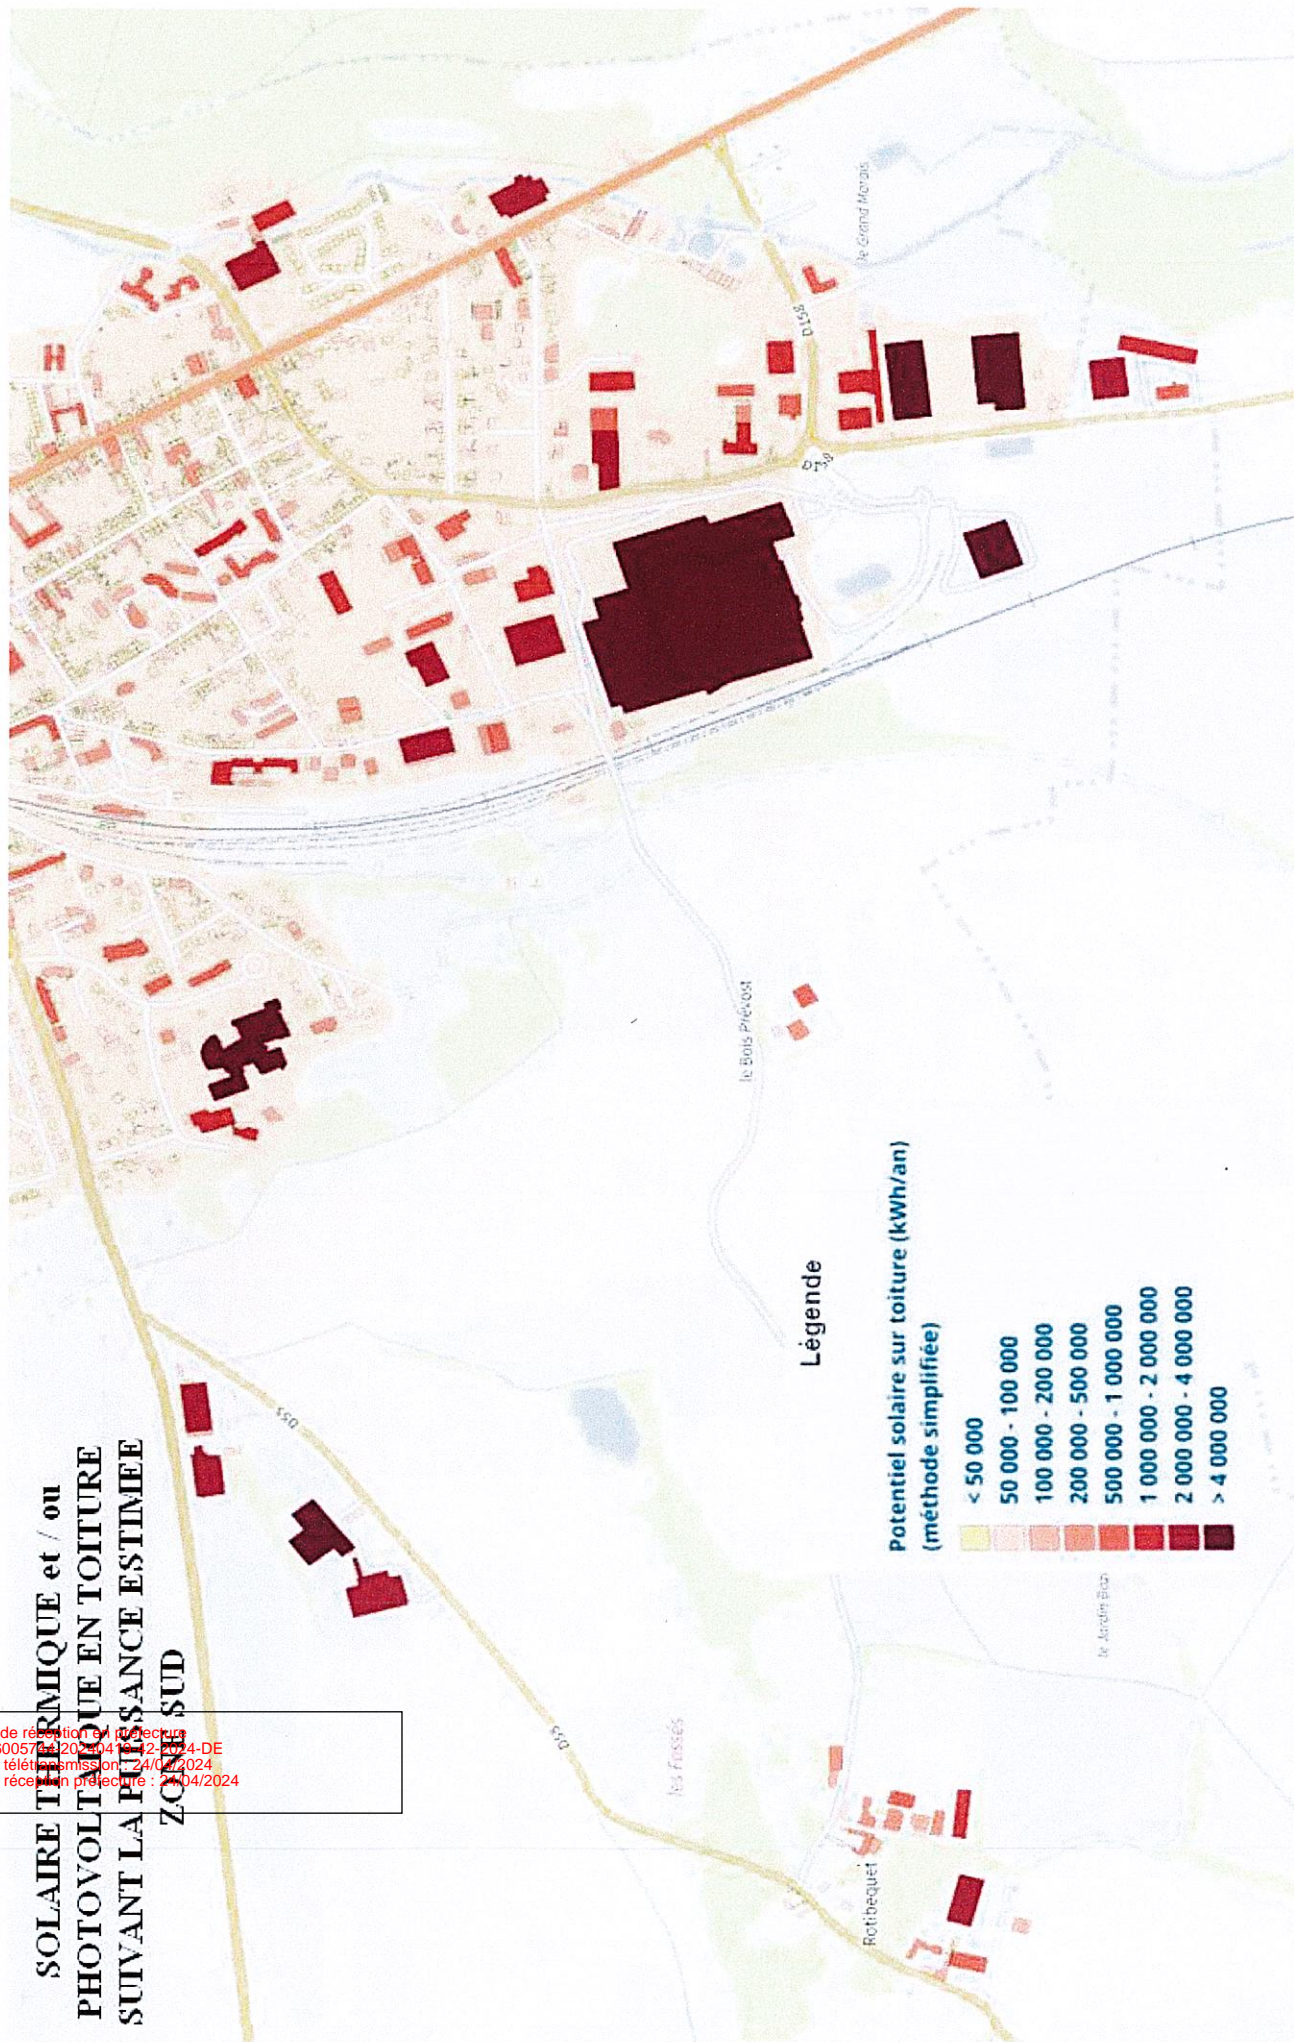 SOLAIRE THERMIQUE et / ou
PHOTOVOLTAIQUE EN TOITURE
SUIVANT LA PUISSANCE ESTIMEE
ZONE SUD
de réception en préfecture
télétransmission : 24/04/2024
réception préfecture : 24/04/2024
D55
D55
les Fossés
Rotibequet
le Bois Prévost
le Grand Marais
D158
Légende
Potentiel solaire sur toiture (kWh/an)
(méthode simplifiée)
< 50 000
50 000 - 100 000
100 000 - 200 000
200 000 - 500 000
500 000 - 1 000 000
1 000 000 - 2 000 000
2 000 000 - 4 000 000
> 4 000 000
le Jardin